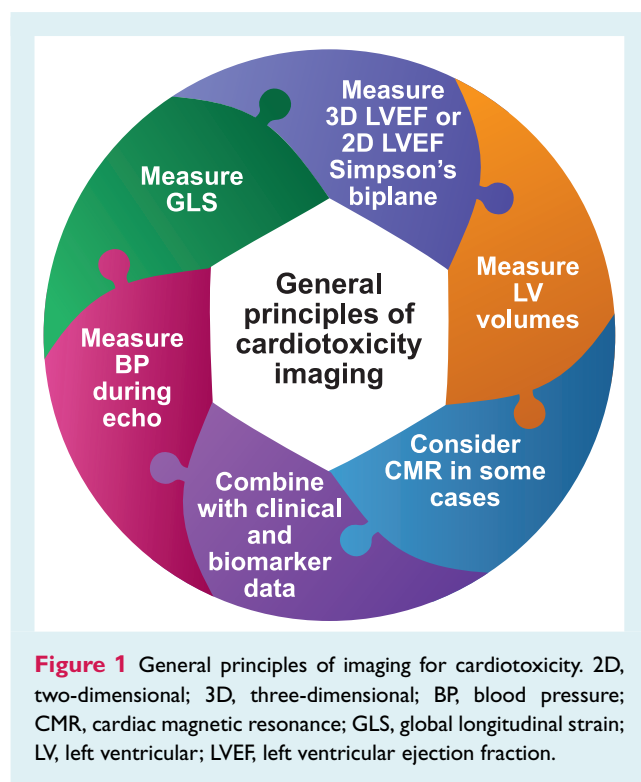 Measure
3D LVEF or
2D LVEF
Simpson's
biplane
Measure
GLS
Measure
LV
volumes
General
principles of
cardiotoxicity
imaging
Measure
BP
during
echo
Consider
CMR in some
cases
Combine
with clinical
and
biomarker
data
Figure 1 General principles of imaging for cardiotoxicity. 2D,
two-dimensional; 3D, three-dimensional; BP, blood pressure;
CMR, cardiac magnetic resonance; GLS, global longitudinal strain;
LV, left ventricular; LVEF, left ventricular ejection fraction.